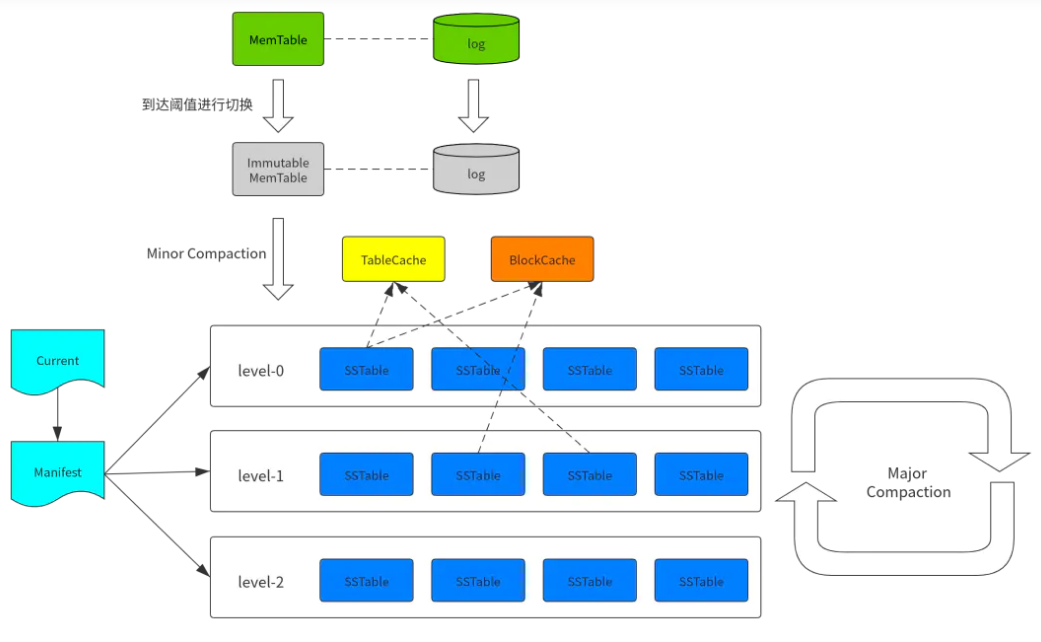 MemTable
log
到达阈值进行切换
Immutable
MemTable
log
Minor Compaction
TableCache
BlockCache
Current
Manifest
level-0
SSTable
SSTable
SSTable
SSTable
level-1
SSTable
SSTable
SSTable
SSTable
level-2
SSTable
SSTable
SSTable
SSTable
Major
Compaction